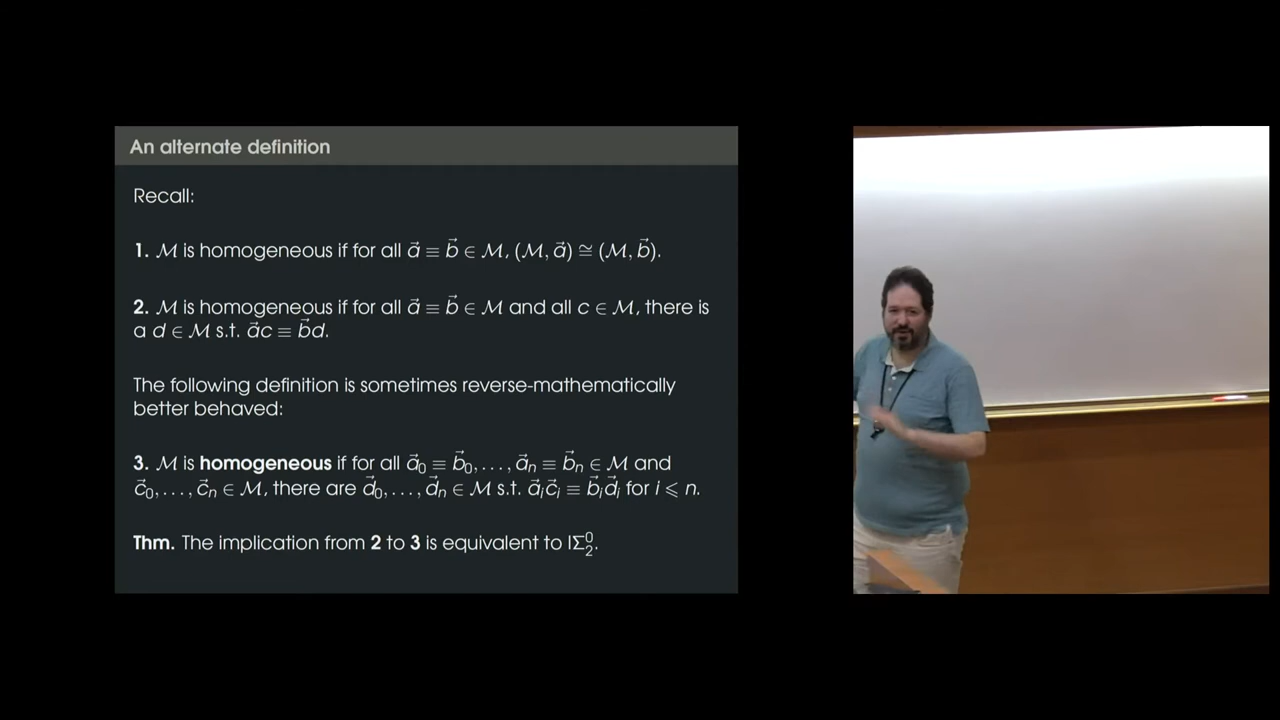 An alternate definition
Recall:
1. ℳ is homogeneous if for all a⃗ ≡ b⃗ ∈ ℳ, (ℳ, a⃗) ≅ (ℳ, b⃗).
2. ℳ is homogeneous if for all a⃗ ≡ b⃗ ∈ ℳ and all c ∈ ℳ, there is
a d ∈ ℳ s.t. a⃗c ≡ b⃗d.
The following definition is sometimes reverse-mathematically
better behaved:
3. ℳ is homogeneous if for all a⃗₀ ≡ b⃗₀, . . . , a⃗ₙ ≡ b⃗ₙ ∈ ℳ and
c⃗₀, . . . , c⃗ₙ ∈ ℳ, there are d⃗₀, . . . , d⃗ₙ ∈ ℳ s.t. a⃗ᵢc⃗ᵢ ≡ b⃗ᵢd⃗ᵢ for i ⩽ n.
Thm. The implication from 2 to 3 is equivalent to IΣ⁰₂.